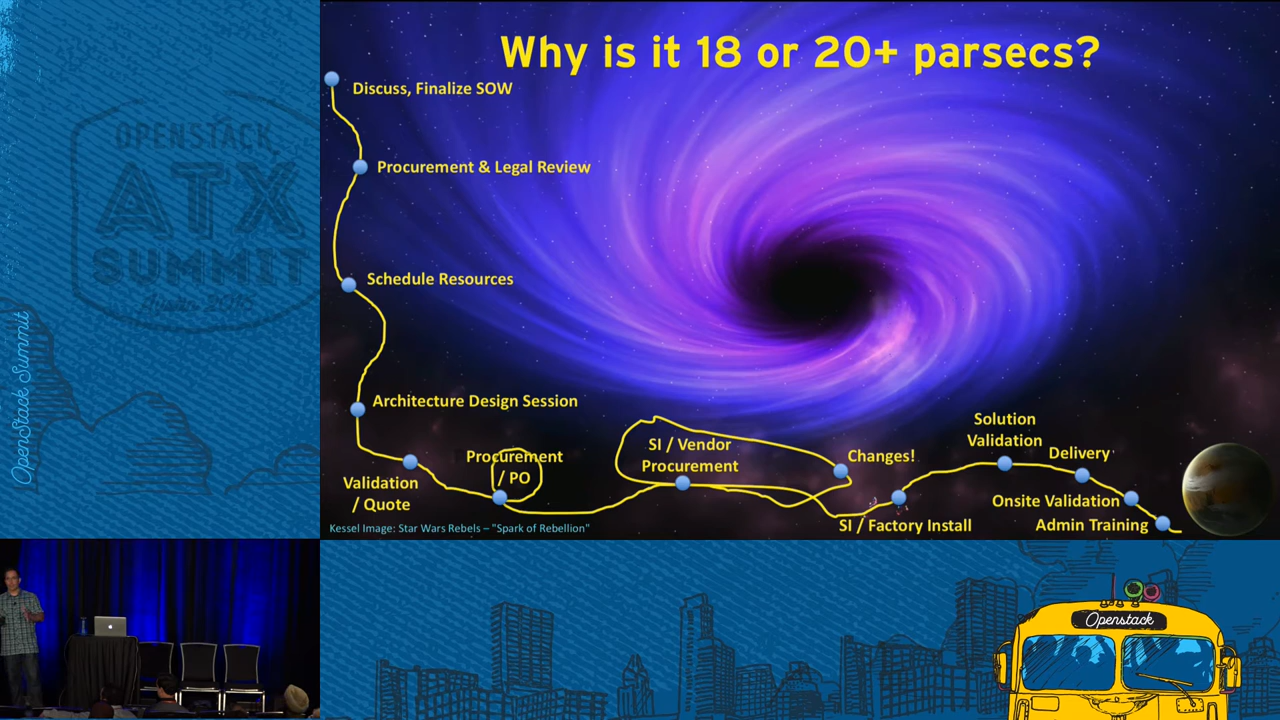 Why is it 18 or 20+ parsecs?
Discuss, Finalize SOW
Procurement & Legal Review
Schedule Resources
Architecture Design Session
Validation
/ Quote
Procurement
/ PO
SI / Vendor
Procurement
Changes!
SI / Factory Install
Solution
Validation
Delivery
Onsite Validation
Admin Training
Kessel Image: Star Wars Rebels – "Spark of Rebellion"
OPENSTACK
ATX
SUMMIT
Austin 2016
OpenStack Summit
Openstack